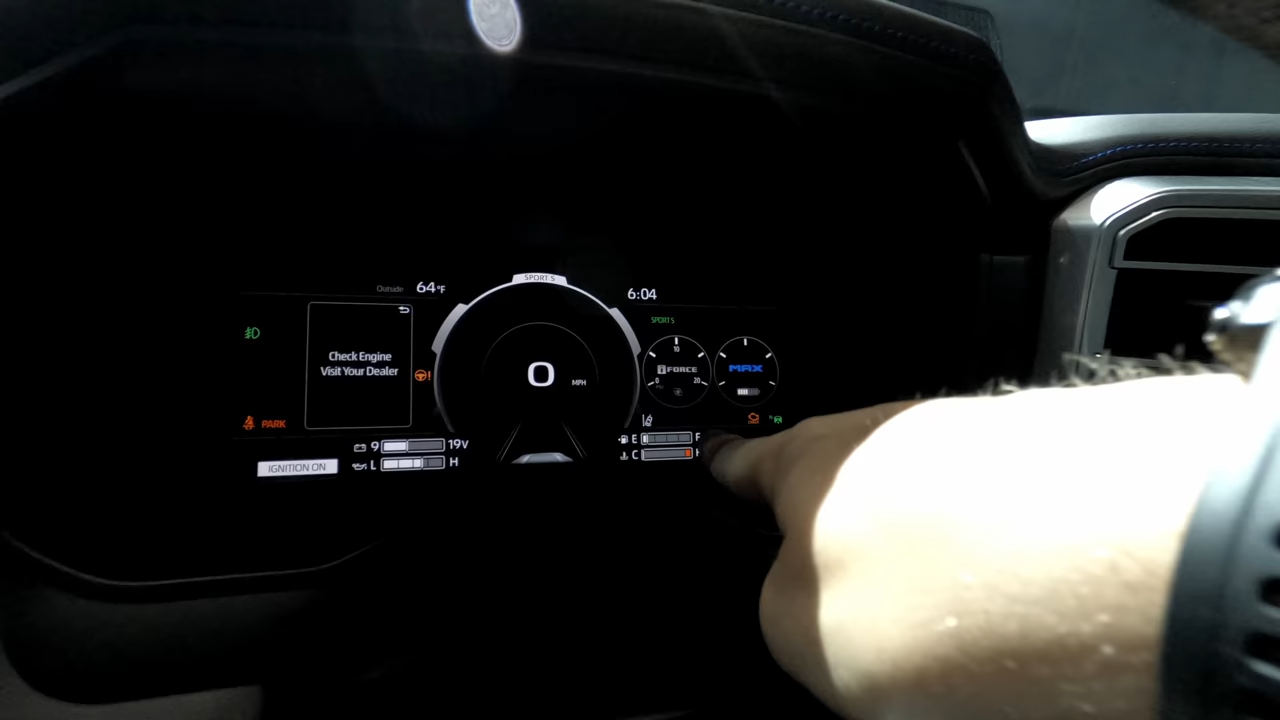 SPORT S
Outside 64°F
6:04
SPORT S
Check Engine
Visit Your Dealer
10
0 20
iFORCE
MAX
0 MPH
PARK
9 19V
L H
E F
C H
IGNITION ON